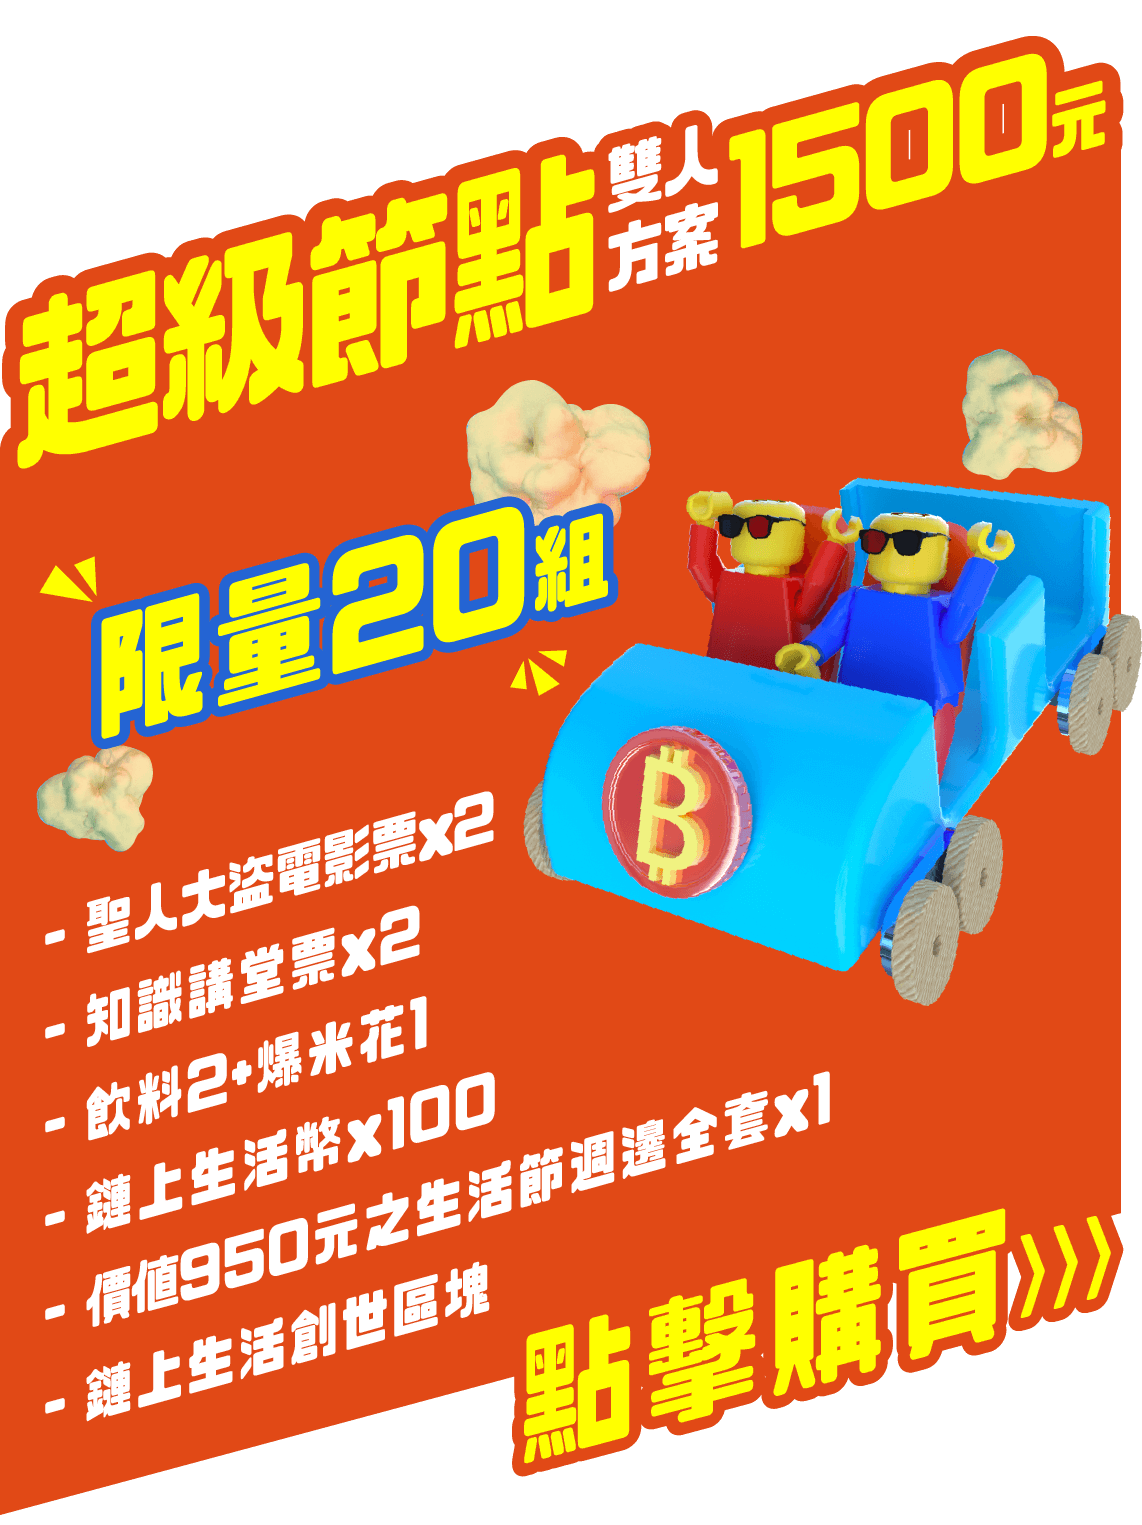 超級節點雙人方案1500元
限量20組
B
- 聖人大盜電影票x2
- 知識講堂票x2
- 飲料2+爆米花1
- 鏈上生活幣x100
- 價值950元之生活節週邊全套x1
- 鏈上生活創世區塊
點擊購買》〉